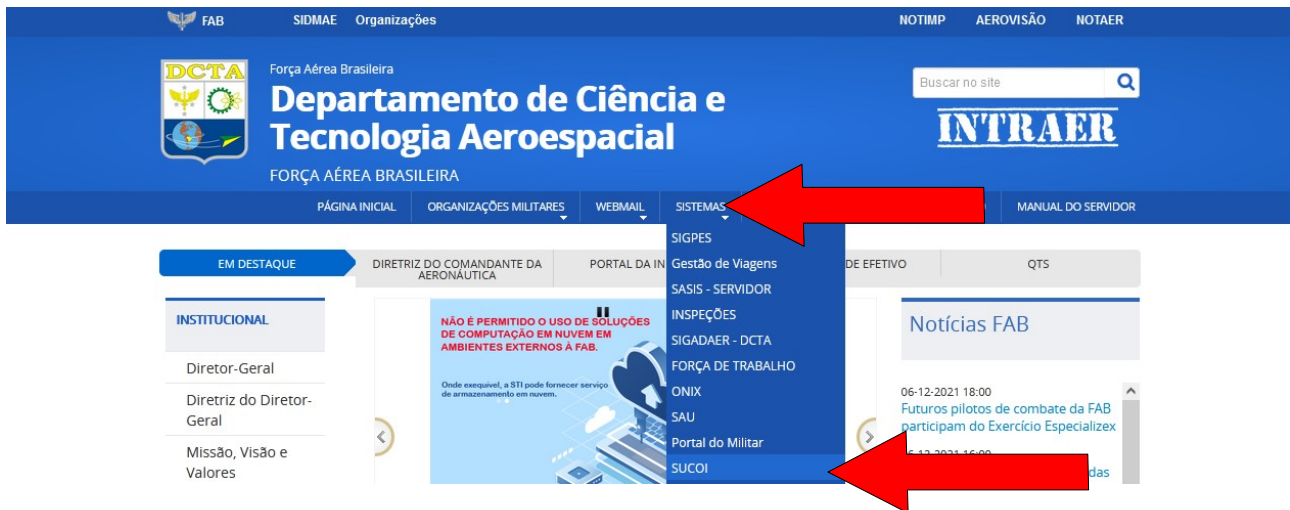 FAB SIDMAE Organizações NOTIMP AEROVISÃO NOTAER
DCTA
Força Aérea Brasileira
Departamento de Ciência e
Tecnologia Aeroespacial
FORÇA AÉREA BRASILEIRA
Buscar no site
INTRAER
PÁGINA INICIAL ORGANIZAÇÕES MILITARES WEBMAIL SISTEMAS MANUAL DO SERVIDOR
SIGPES
Gestão de Viagens
SASIS - SERVIDOR
INSPEÇÕES
SIGADAER - DCTA
FORÇA DE TRABALHO
ONIX
SAU
Portal do Militar
SUCOI
EM DESTAQUE
DIRETRIZ DO COMANDANTE DA
AERONÁUTICA
PORTAL DA IN
DE EFETIVO
QTS
INSTITUCIONAL
Diretor-Geral
Diretriz do Diretor-
Geral
Missão, Visão e
Valores
NÃO É PERMITIDO O USO DE SOLUÇÕES
DE COMPUTAÇÃO EM NUVEM EM
AMBIENTES EXTERNOS À FAB.
Onde exequível, a STI pode fornecer serviço
de armazenamento em nuvem.
Notícias FAB
06-12-2021 18:00
Futuros pilotos de combate da FAB
participam do Exercício Especializex
das